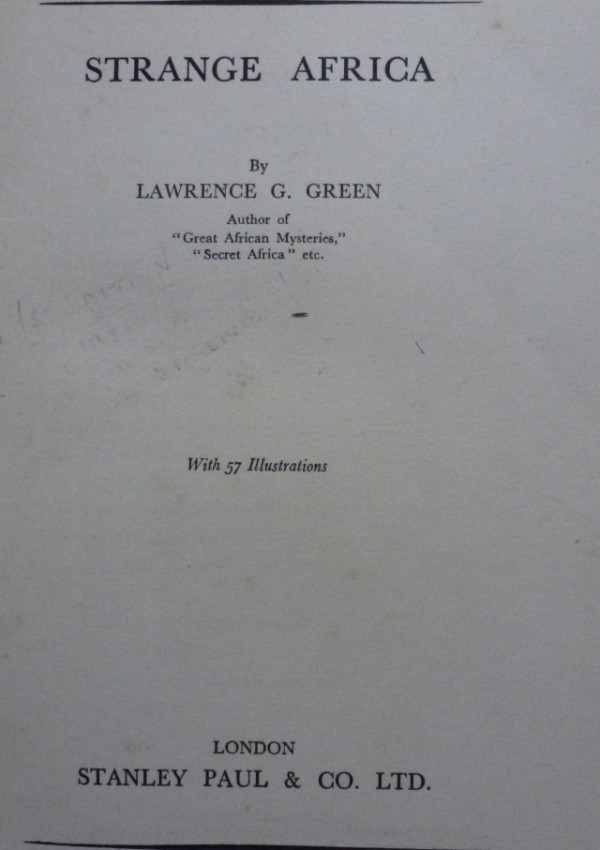 STRANGE AFRICA
By
LAWRENCE G. GREEN
Author of
"Great African Mysteries,"
"Secret Africa" etc.
With 57 Illustrations
LONDON
STANLEY PAUL & CO. LTD.